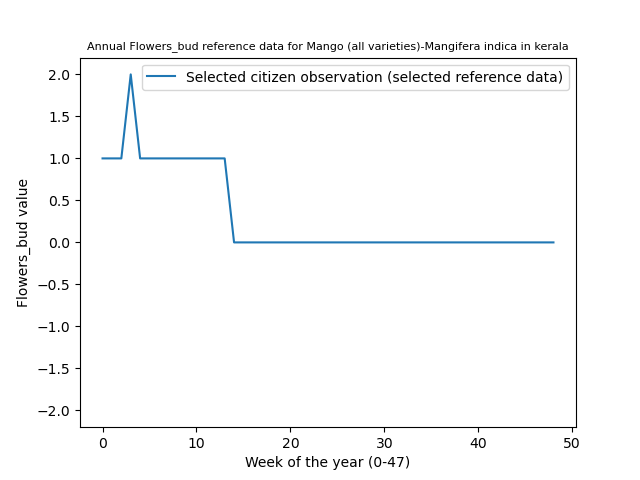 Annual Flowers_bud reference data for Mango (all varieties)-Mangifera indica in kerala
Selected citizen observation (selected reference data)
2.0
1.5
1.0
0.5
0.0
−0.5
−1.0
−1.5
−2.0
Flowers_bud value
0 10 20 30 40 50
Week of the year (0-47)